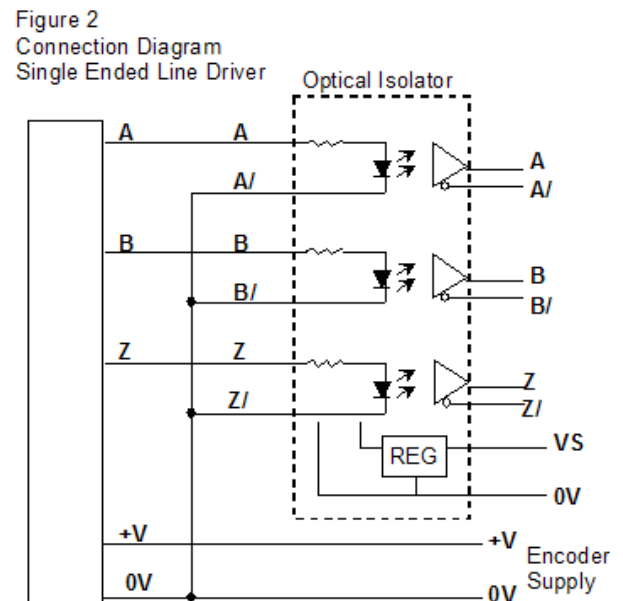 Figure 2
Connection Diagram
Single Ended Line Driver
Optical Isolator
A A A
A/ A/
B B B
B/ B/
Z Z Z
Z/ Z/
REG VS
0V
+V +V
Encoder
Supply
0V 0V